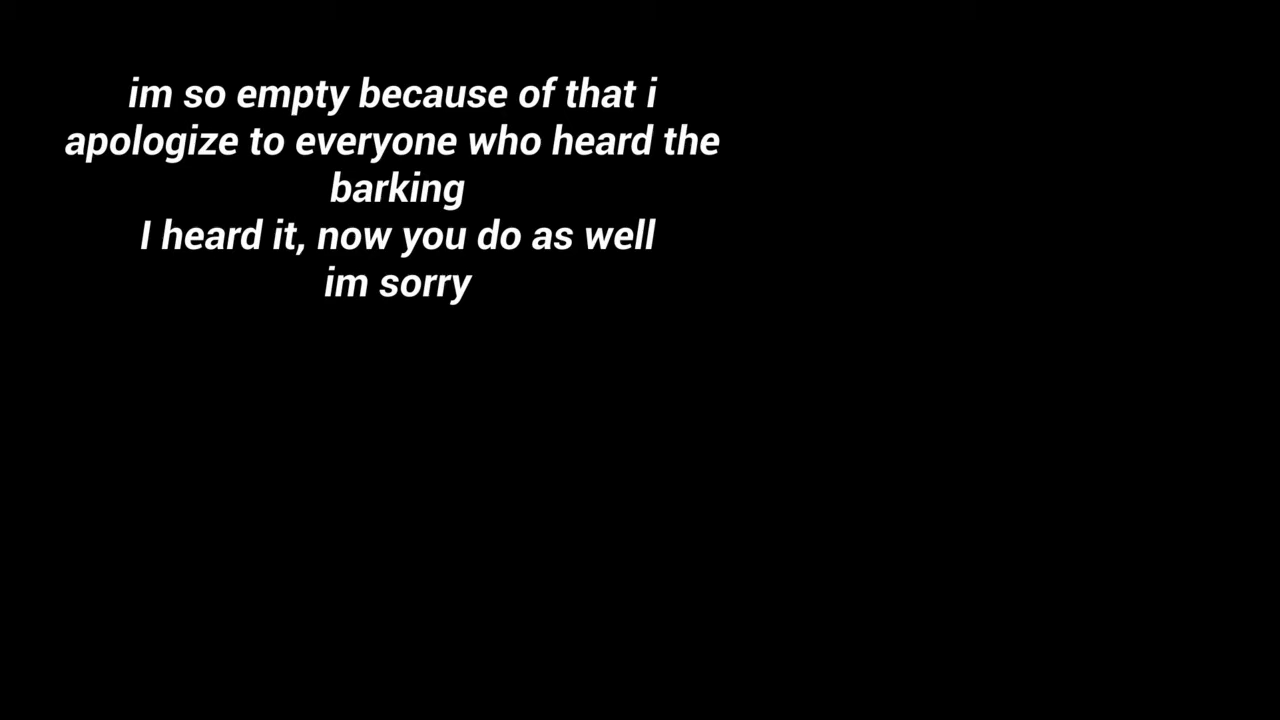 im so empty because of that i
apologize to everyone who heard the
barking
I heard it, now you do as well
im sorry